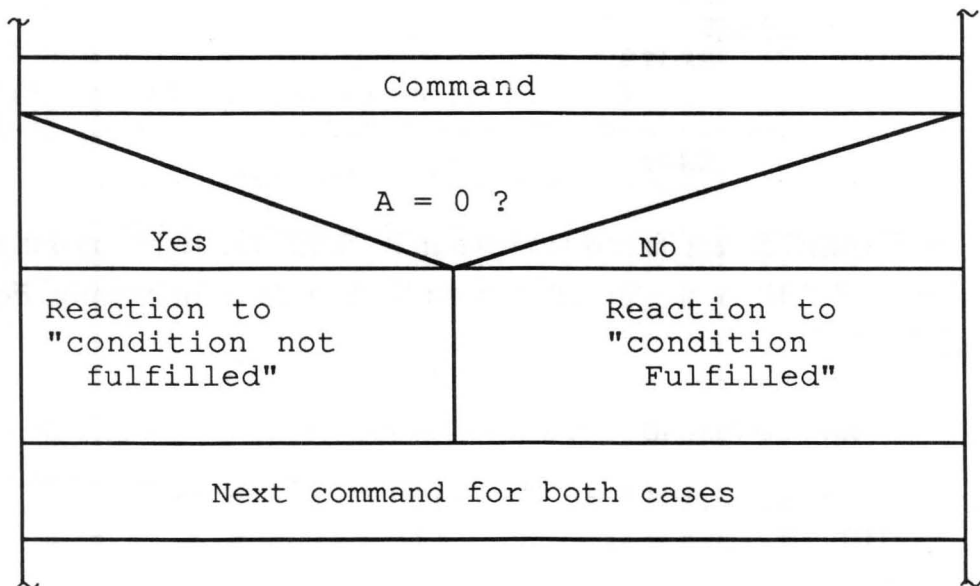 Command
A = 0 ?
Yes
No
Reaction to
"condition not
fulfilled"
Reaction to
"condition
Fulfilled"
Next command for both cases